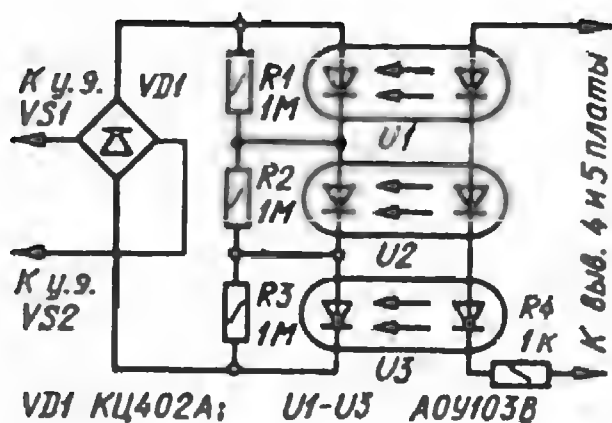 К у.э.
VS1
VD1
R1
1М
U1
R2
1М
U2
К у.э.
VS2
R3
1М
U3
R4
1к
К выв. 4 и 5 платы
VD1 КЦ402А; U1-U3 АОУ103В